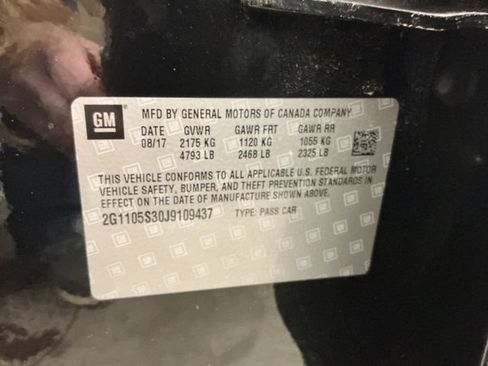 GM
MFD BY GENERAL MOTORS OF CANADA COMPANY
DATE GVWR GAWR FRT GAWR RR
08/17 2175 KG 1120 KG 1055 KG
4793 LB 2468 LB 2325 LB
THIS VEHICLE CONFORMS TO ALL APPLICABLE U.S. FEDERAL MOTOR
VEHICLE SAFETY, BUMPER, AND THEFT PREVENTION STANDARDS IN
EFFECT ON THE DATE OF MANUFACTURE SHOWN ABOVE.
2G1105S30J9109437 TYPE: PASS CAR